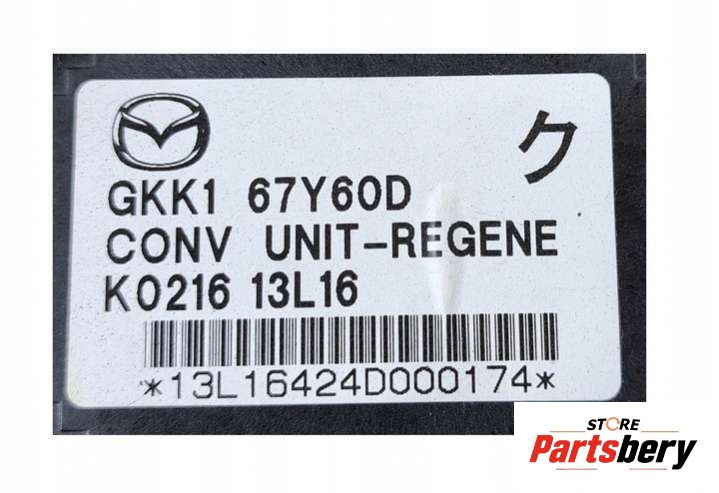 ク
GKK1 67Y60D
CONV UNIT-REGENE
K0216 13L16
*13L16424D000174*
STORE
Partsbery